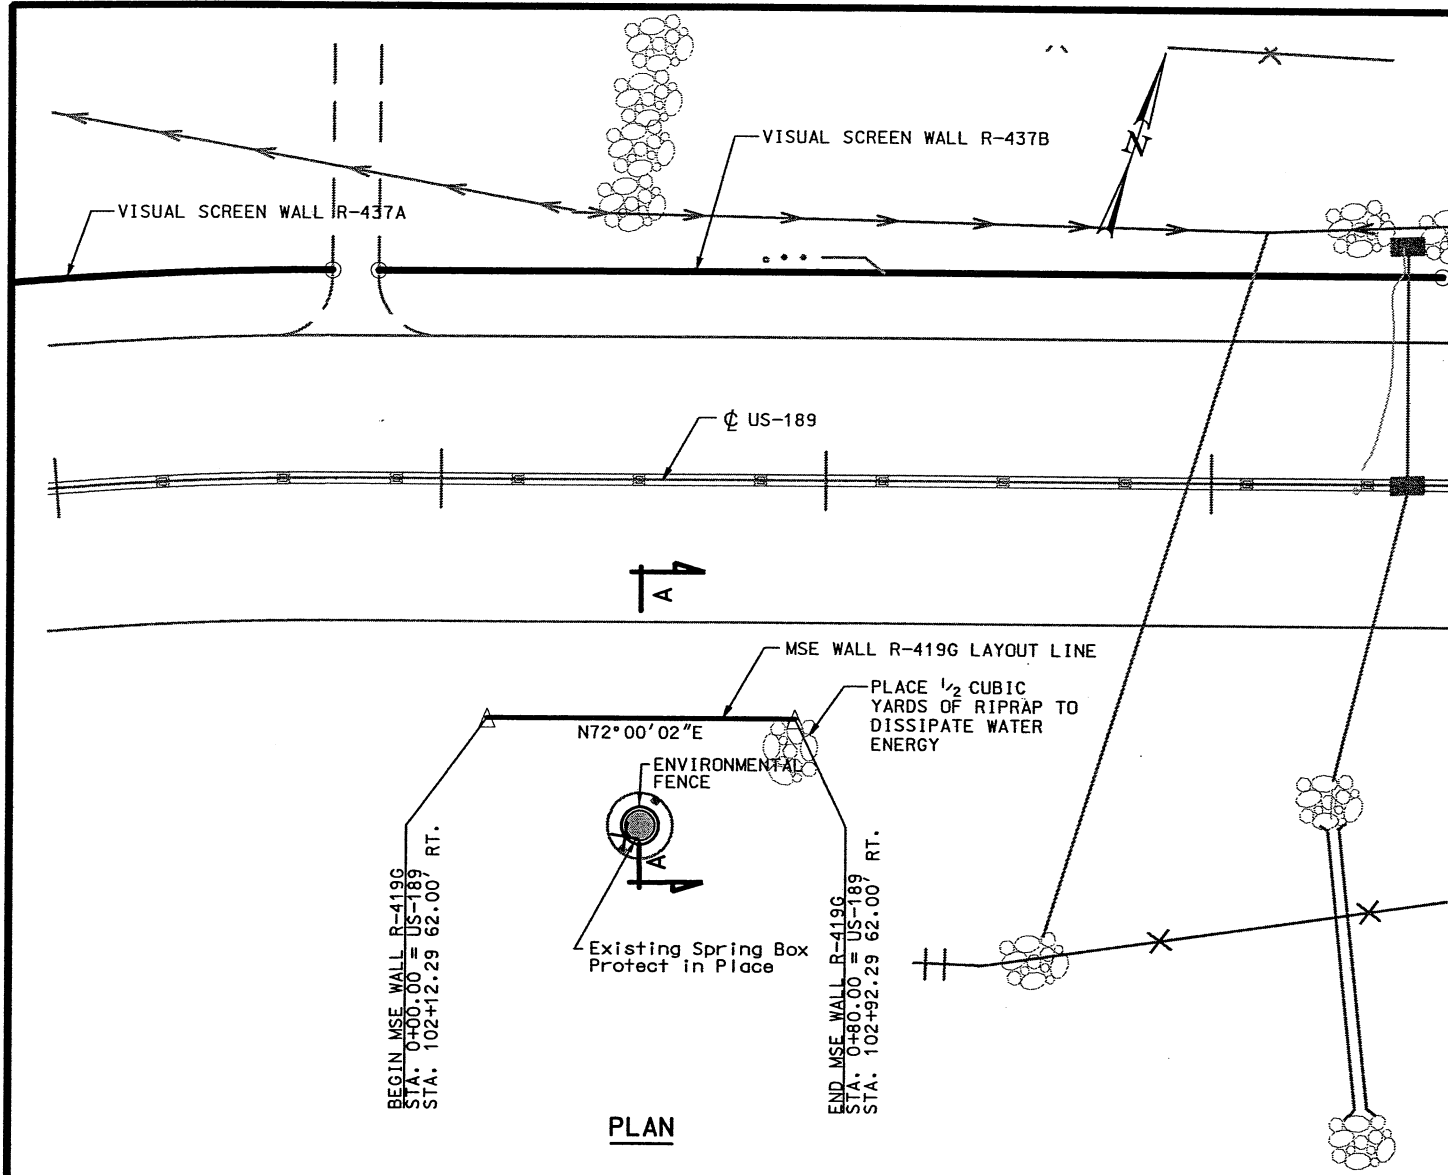 N
VISUAL SCREEN WALL R-437B
VISUAL SCREEN WALL R-437A
℄ US-189
A
MSE WALL R-419G LAYOUT LINE
PLACE 1/2 CUBIC
YARDS OF RIPRAP TO
DISSIPATE WATER
ENERGY
N72°00'02"E
ENVIRONMENTAL
FENCE
A
Existing Spring Box
Protect in Place
BEGIN MSE WALL R-419G
STA. 0+00.00 = US-189
STA. 102+12.29 62.00' RT.
END MSE WALL R-419G
STA. 0+80.00 = US-189
STA. 102+92.29 62.00' RT.
PLAN